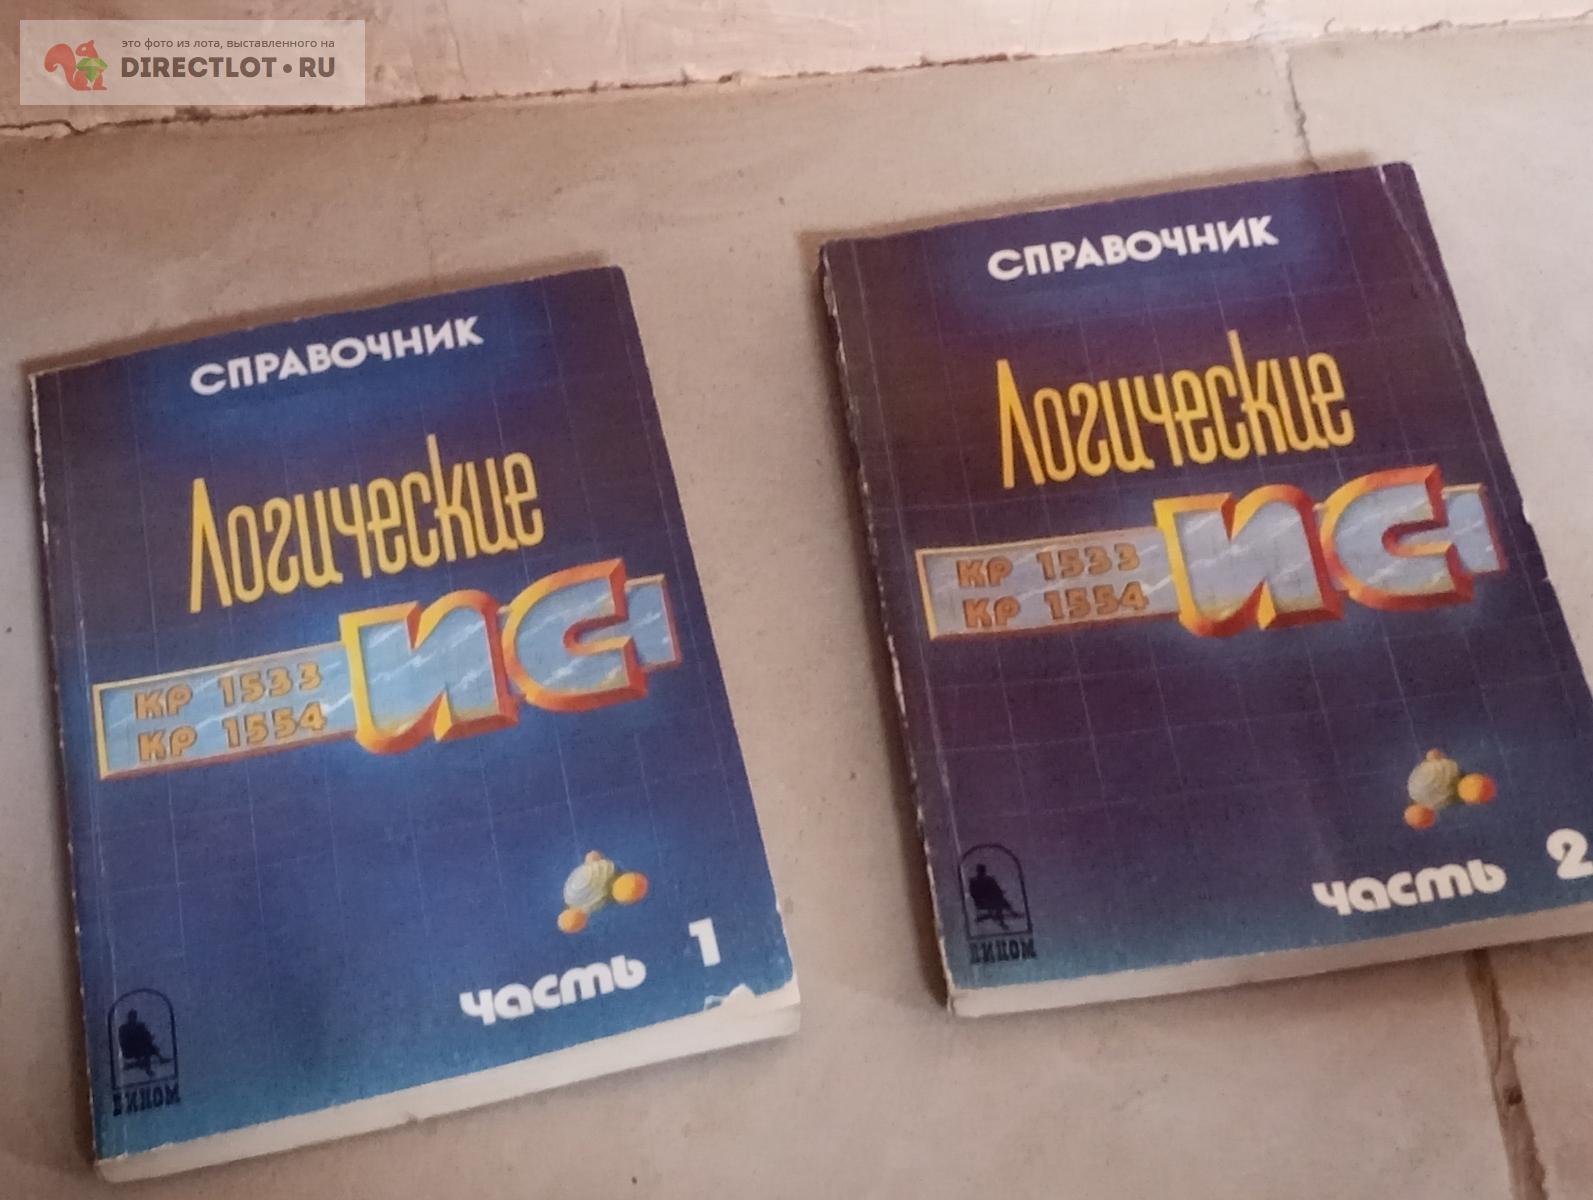 это фото из лота, выставленного на
DIRECTLOT•RU
СПРАВОЧНИК
Логические
ИС
КР 1533
КР 1554
часть 1
БИНОМ
СПРАВОЧНИК
Логические
ИС
КР 1533
КР 1554
часть 2
БИНОМ